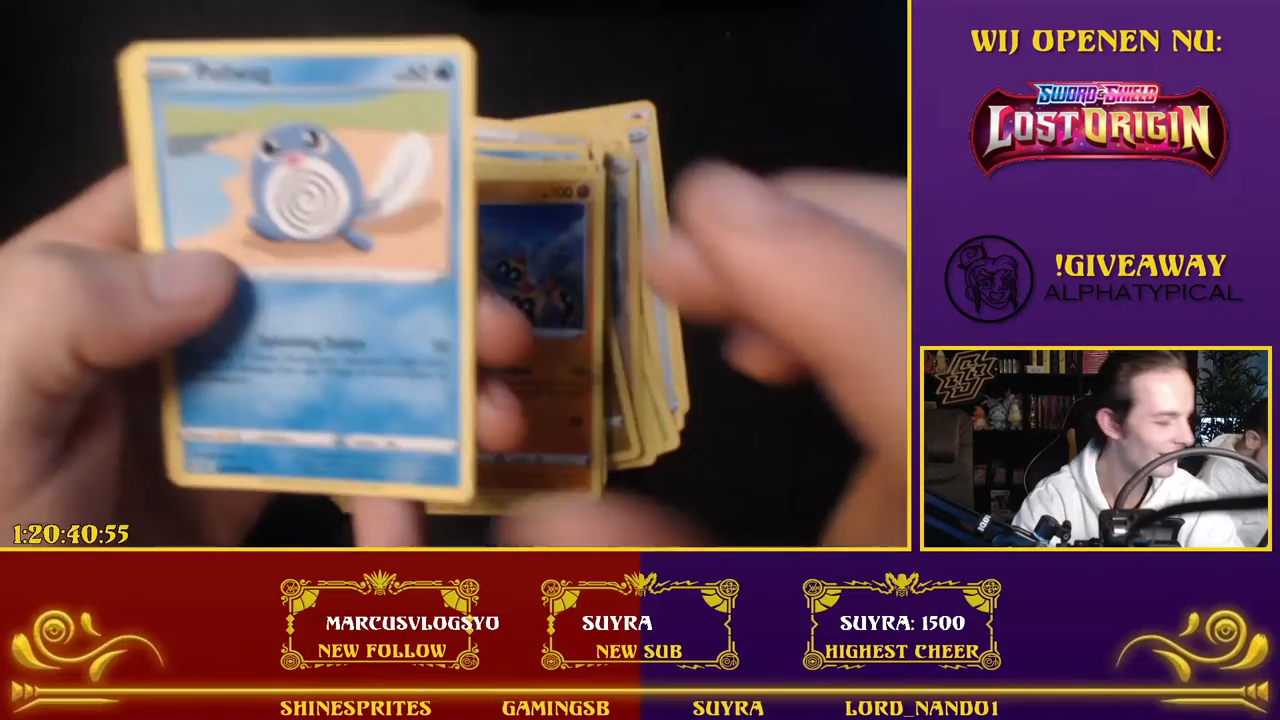 Poliwag
100
WIJ OPENEN NU:
SWORD & SHIELD
LOST ORIGIN
!GIVEAWAY
ALPHATYPICAL
1:20:40:55
MARCUSVLOGSYO
NEW FOLLOW
SUYRA
NEW SUB
SUYRA: 1500
HIGHEST CHEER
SHINESPRITES
GAMINGSB
SUYRA
LORD_NANDO1